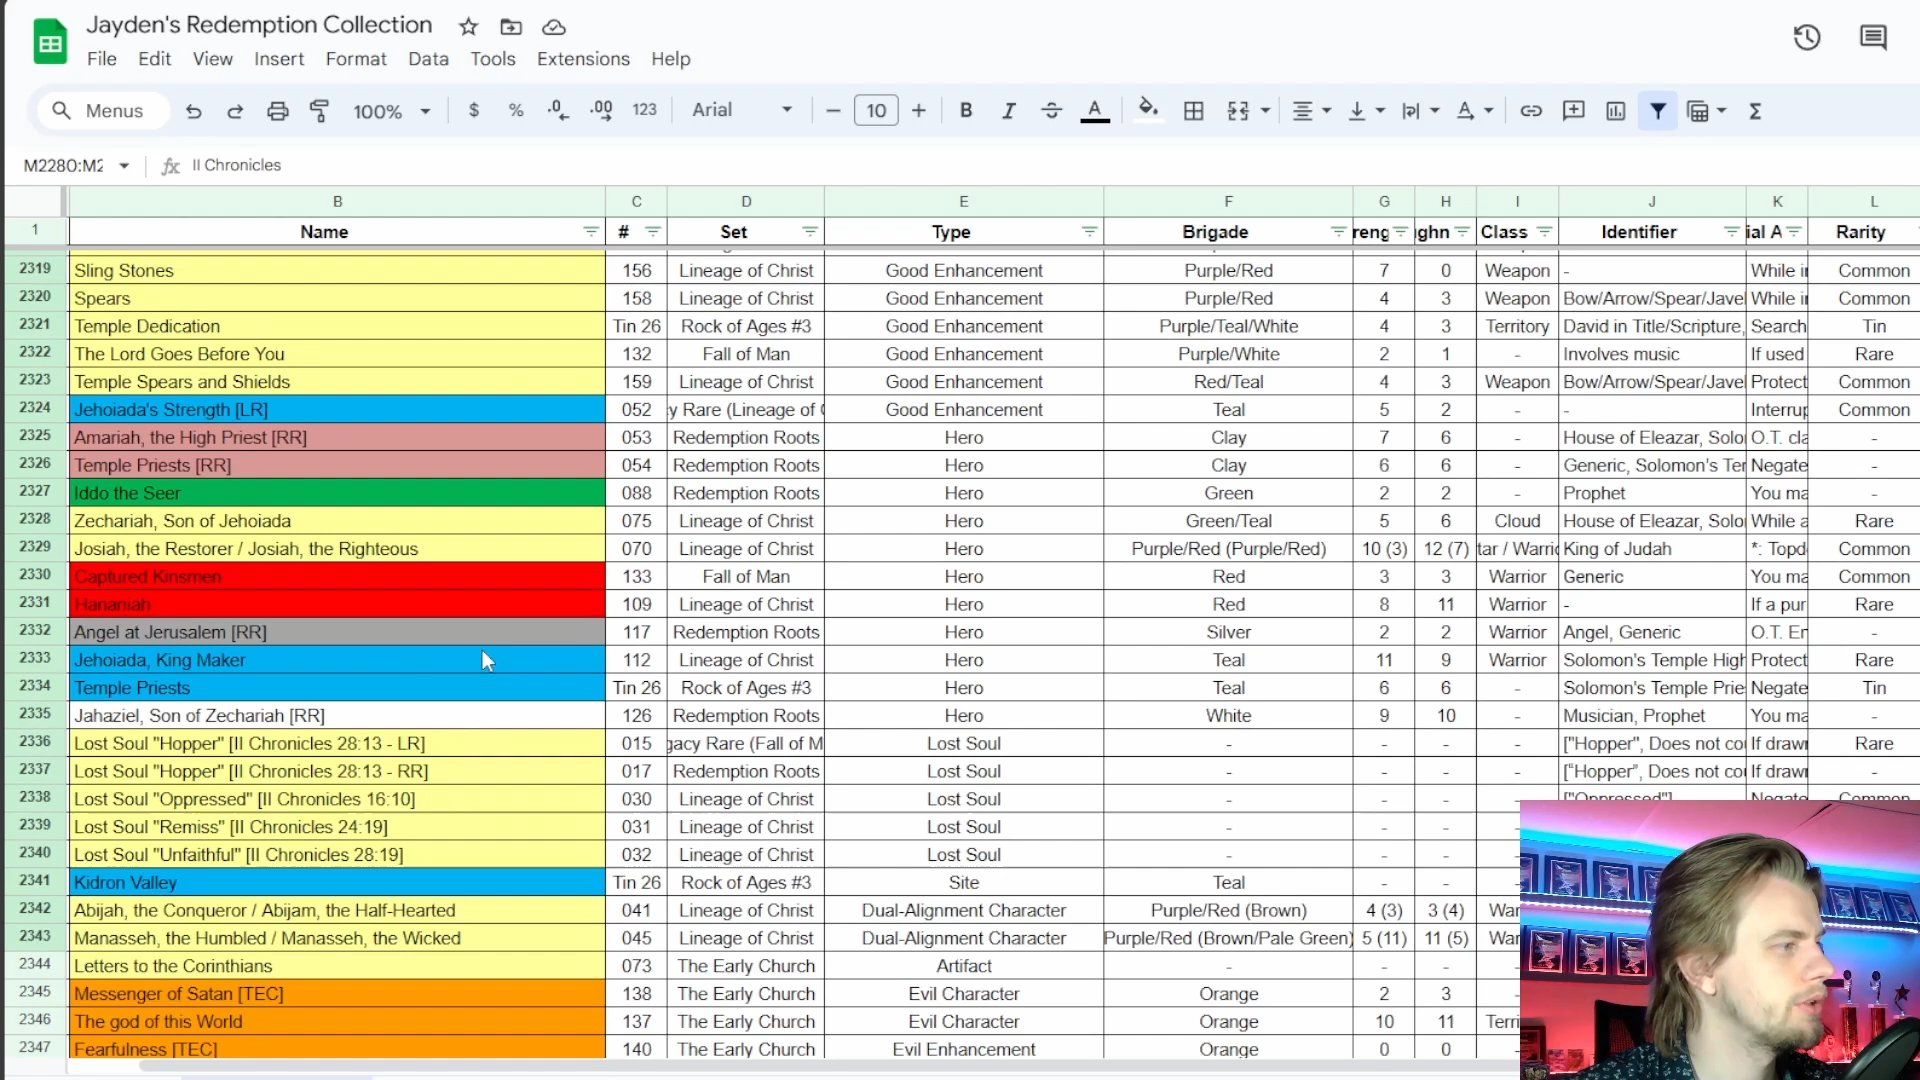 Jayden's Redemption Collection
File Edit View Insert Format Data Tools Extensions Help
Menus 100% $ % .0 .00 123 Arial 10 B I A
M2280:M2 fx II Chronicles
B C D E F G H I J K L
1 Name # Set Type Brigade reng ughn Class Identifier ial A Rarity
2319 Sling Stones 156 Lineage of Christ Good Enhancement Purple/Red 7 0 Weapon - While in Common
2320 Spears 158 Lineage of Christ Good Enhancement Purple/Red 4 3 Weapon Bow/Arrow/Spear/Javel While in Common
2321 Temple Dedication Tin 26 Rock of Ages #3 Good Enhancement Purple/Teal/White 4 3 Territory David in Title/Scripture, Search Tin
2322 The Lord Goes Before You 132 Fall of Man Good Enhancement Purple/White 2 1 - Involves music If used Rare
2323 Temple Spears and Shields 159 Lineage of Christ Good Enhancement Red/Teal 4 3 Weapon Bow/Arrow/Spear/Javel Protect Common
2324 Jehoiada's Strength [LR] 052 y Rare (Lineage of C Good Enhancement Teal 5 2 - - Interrup Common
2325 Amariah, the High Priest [RR] 053 Redemption Roots Hero Clay 7 6 - House of Eleazar, Solo O.T. cla -
2326 Temple Priests [RR] 054 Redemption Roots Hero Clay 6 6 - Generic, Solomon's Ter Negate -
2327 Iddo the Seer 088 Redemption Roots Hero Green 2 2 - Prophet You ma -
2328 Zechariah, Son of Jehoiada 075 Lineage of Christ Hero Green/Teal 5 6 Cloud House of Eleazar, Solo While a Rare
2329 Josiah, the Restorer / Josiah, the Righteous 070 Lineage of Christ Hero Purple/Red (Purple/Red) 10 (3) 12 (7) tar / Warric King of Judah *: Topd Common
2330 Captured Kinsmen 133 Fall of Man Hero Red 3 3 Warrior Generic You ma Common
2331 Hananiah 109 Lineage of Christ Hero Red 8 11 Warrior - If a pur Rare
2332 Angel at Jerusalem [RR] 117 Redemption Roots Hero Silver 2 2 Warrior Angel, Generic O.T. En -
2333 Jehoiada, King Maker 112 Lineage of Christ Hero Teal 11 9 Warrior Solomon's Temple High Protect Rare
2334 Temple Priests Tin 26 Rock of Ages #3 Hero Teal 6 6 - Solomon's Temple Prie Negate Tin
2335 Jahaziel, Son of Zechariah [RR] 126 Redemption Roots Hero White 9 10 - Musician, Prophet You ma -
2336 Lost Soul "Hopper" [II Chronicles 28:13 - LR] 015 gacy Rare (Fall of M Lost Soul - - - - ["Hopper", Does not co If drawn Rare
2337 Lost Soul "Hopper" [II Chronicles 28:13 - RR] 017 Redemption Roots Lost Soul - - - - ["Hopper", Does not co If drawn -
2338 Lost Soul "Oppressed" [II Chronicles 16:10] 030 Lineage of Christ Lost Soul - - - - ["Oppressed"] Negate Common
2339 Lost Soul "Remiss" [II Chronicles 24:19] 031 Lineage of Christ Lost Soul - - - -
2340 Lost Soul "Unfaithful" [II Chronicles 28:19] 032 Lineage of Christ Lost Soul - - - -
2341 Kidron Valley Tin 26 Rock of Ages #3 Site Teal - - -
2342 Abijah, the Conqueror / Abijam, the Half-Hearted 041 Lineage of Christ Dual-Alignment Character Purple/Red (Brown) 4 (3) 3 (4) War
2343 Manasseh, the Humbled / Manasseh, the Wicked 045 Lineage of Christ Dual-Alignment Character Purple/Red (Brown/Pale Green) 5 (11) 11 (5) War
2344 Letters to the Corinthians 073 The Early Church Artifact - - - -
2345 Messenger of Satan [TEC] 138 The Early Church Evil Character Orange 2 3 -
2346 The god of this World 137 The Early Church Evil Character Orange 10 11 Terri
2347 Fearfulness [TEC] 140 The Early Church Evil Enhancement Orange 0 0 -